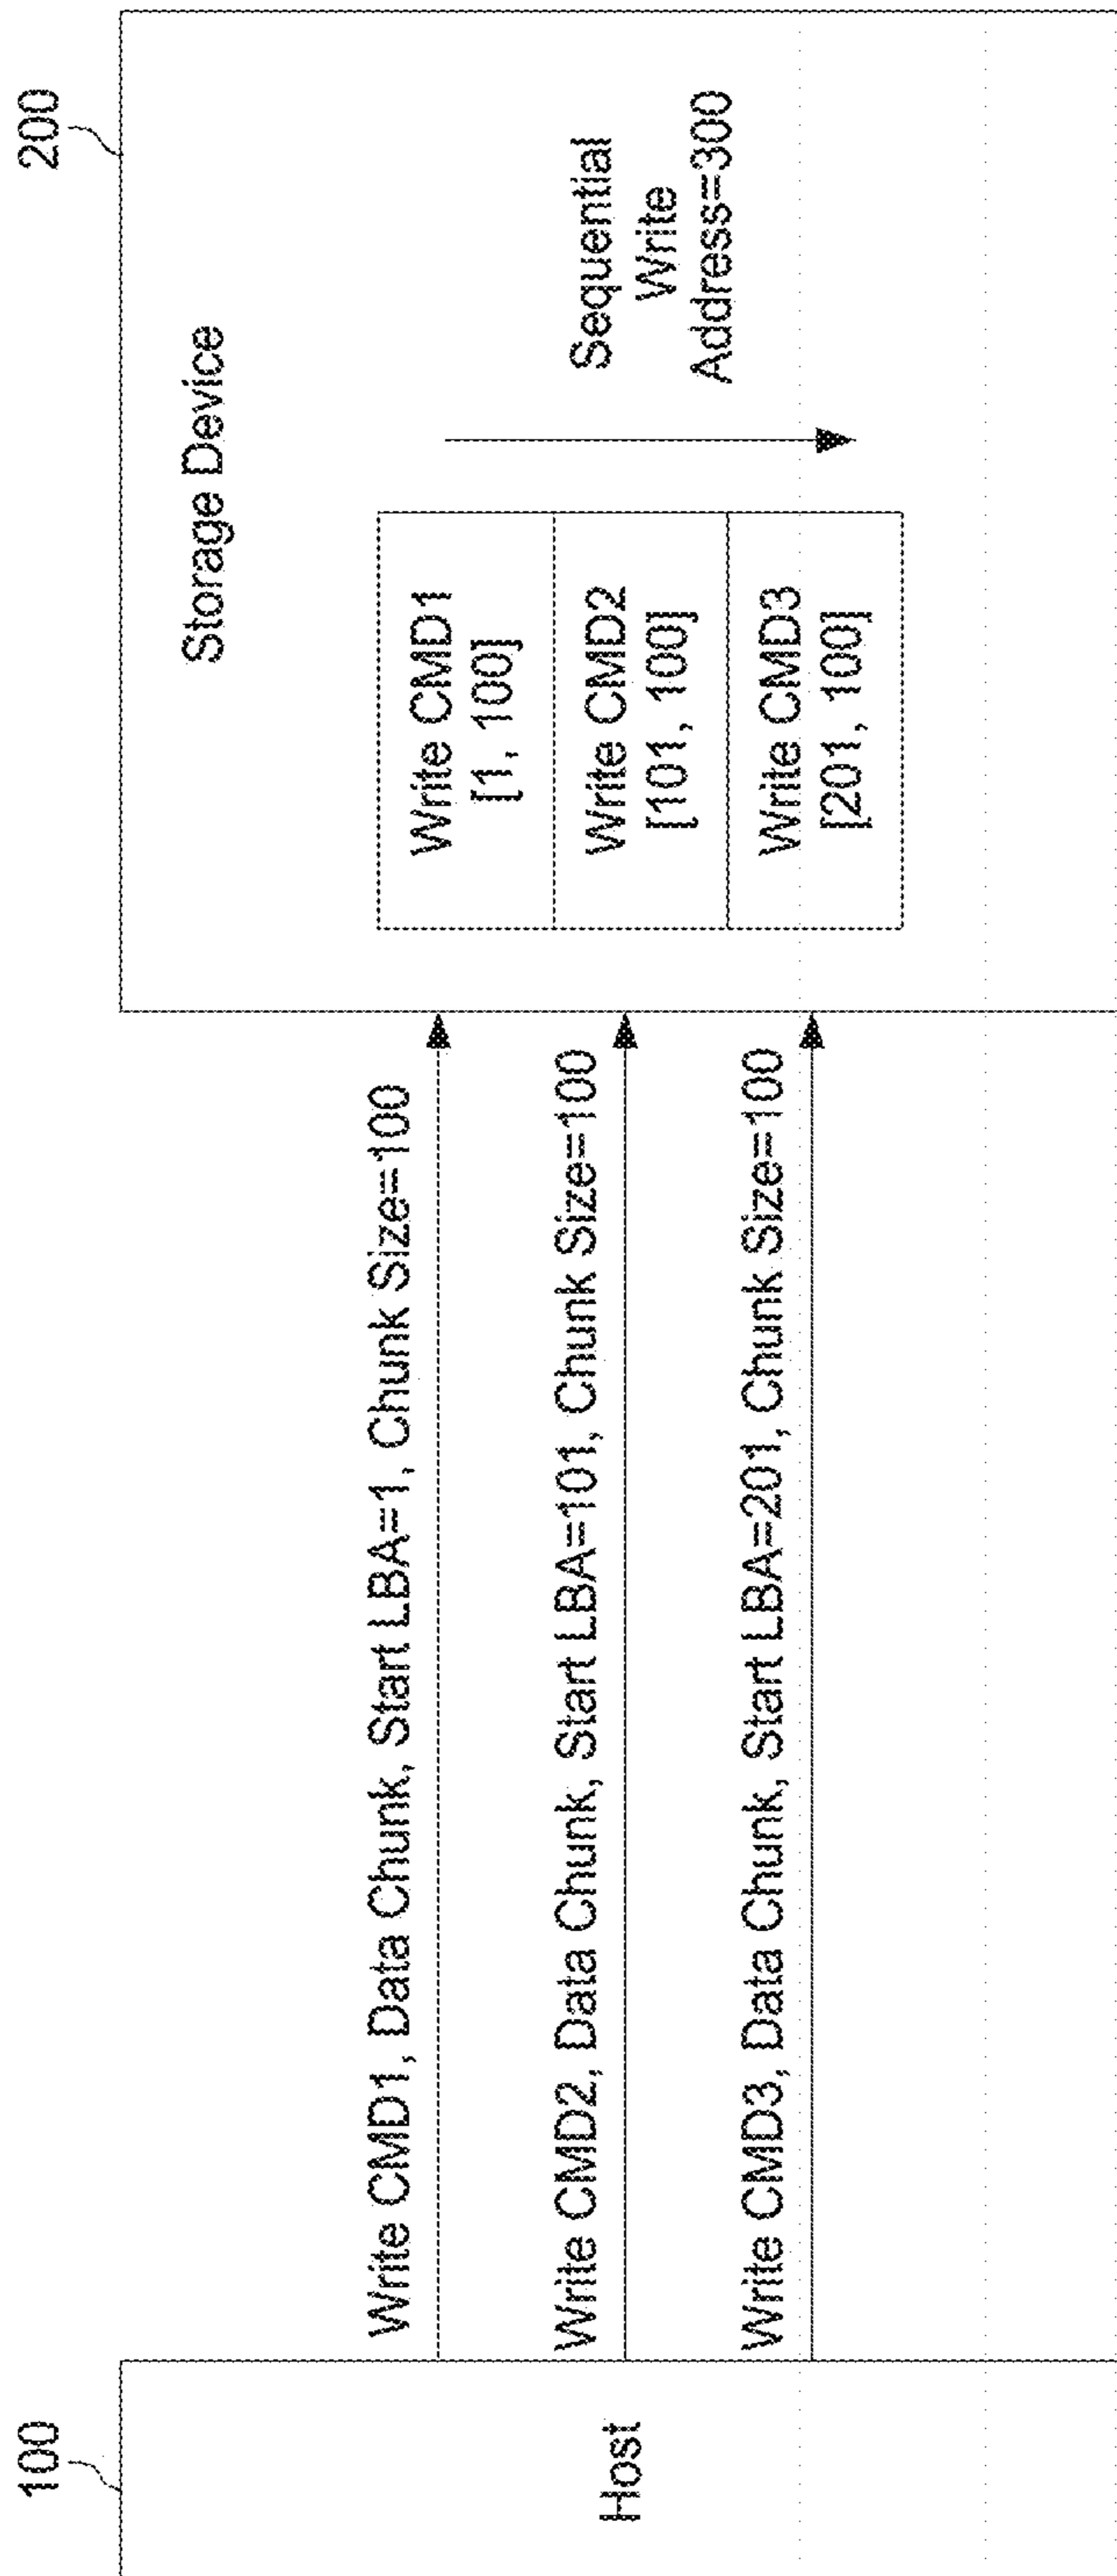 100
200
Host
Storage Device
Write CMD1, Data Chunk, Start LBA=1, Chunk Size=100
Write CMD2, Data Chunk, Start LBA=101, Chunk Size=100
Write CMD3, Data Chunk, Start LBA=201, Chunk Size=100
Write CMD1
[1, 100]
Write CMD2
[101, 100]
Write CMD3
[201, 100]
Sequential
Write
Address=300